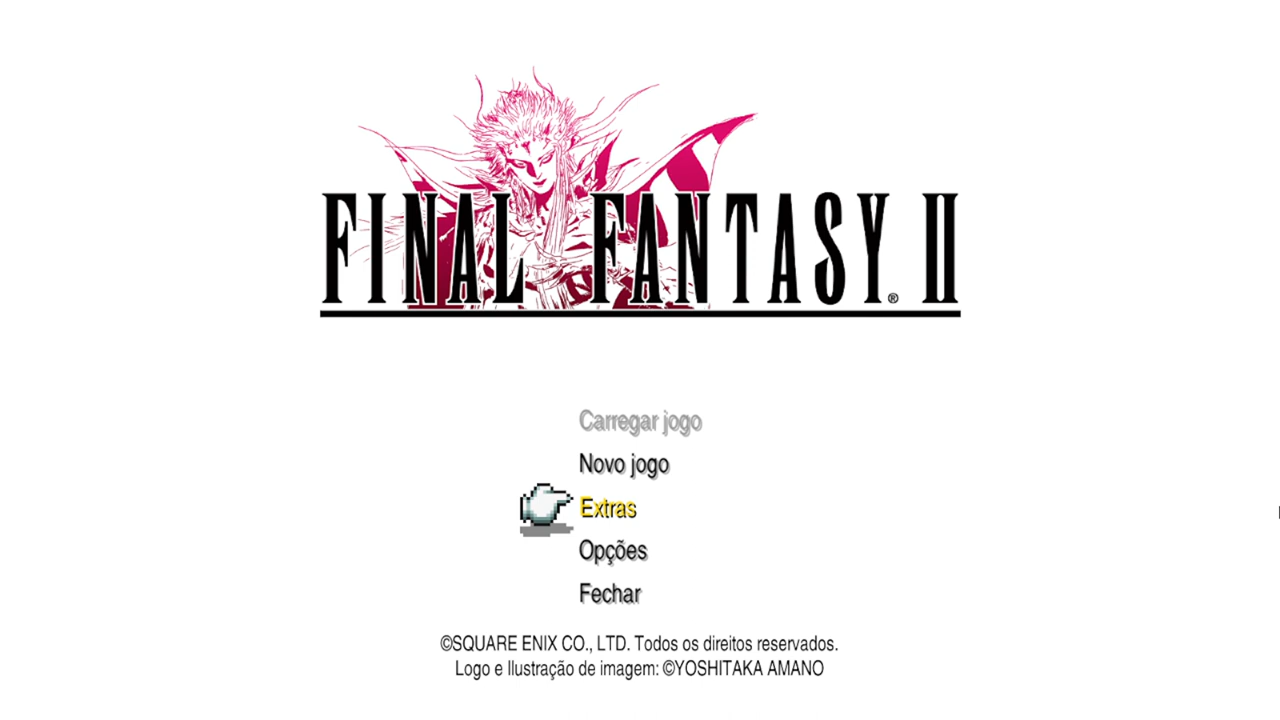 FINAL FANTASY® II
Carregar jogo
Novo jogo
Extras
Opções
Fechar
©SQUARE ENIX CO., LTD. Todos os direitos reservados.
Logo e Ilustração de imagem: ©YOSHITAKA AMANO